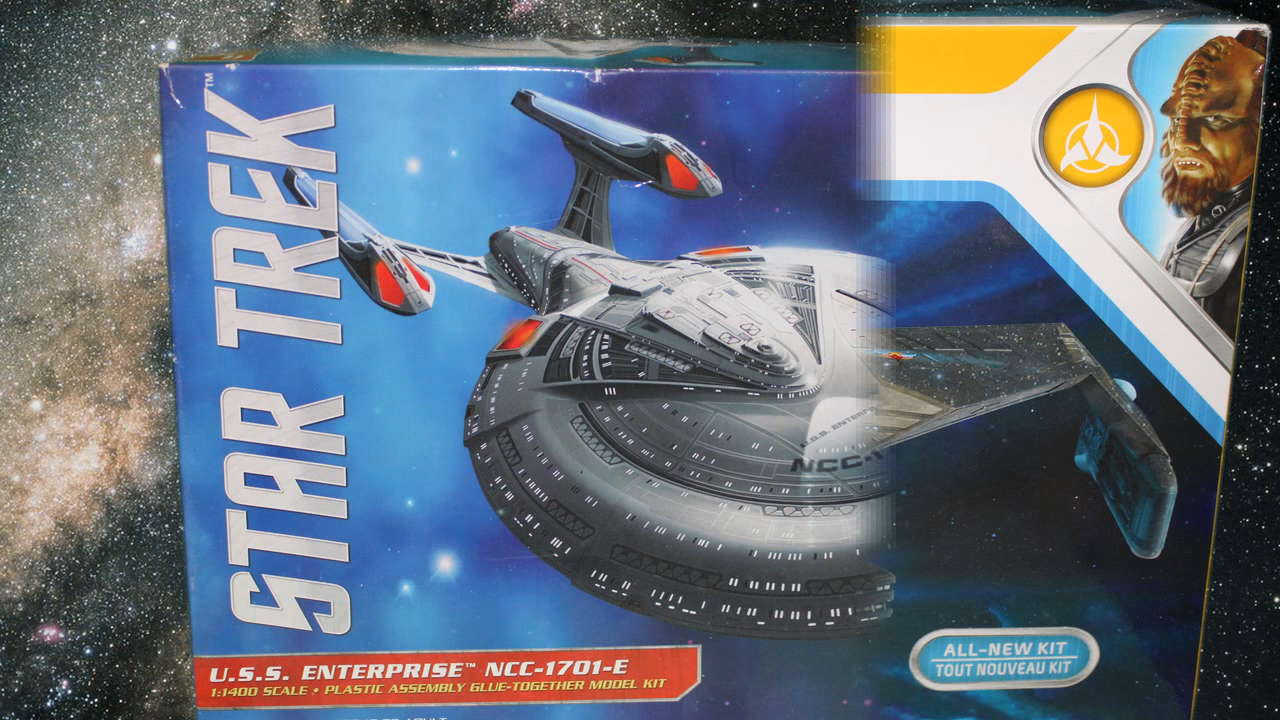 STAR TREK™
U.S.S. ENTERPRISE™ NCC-1701-E
1:1400 SCALE • PLASTIC ASSEMBLY GLUE-TOGETHER MODEL KIT
U.S.S. ENTERP
NCC-1
ALL-NEW KIT
TOUT NOUVEAU KIT